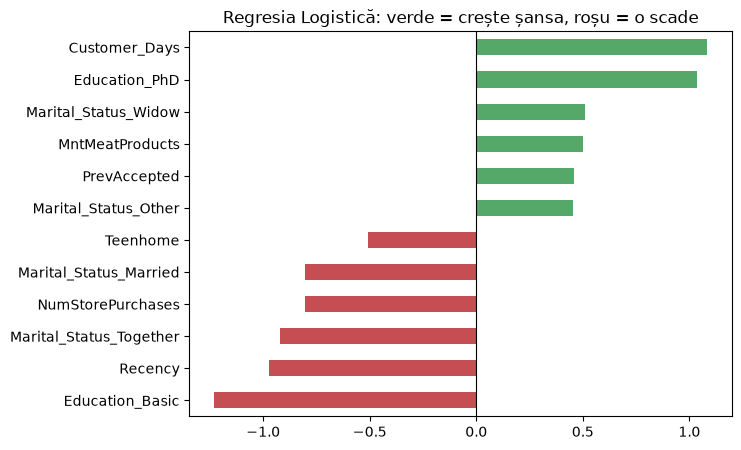 Regresia Logistică: verde = crește șansa, roșu = o scade
Customer_Days
Education_PhD
Marital_Status_Widow
MntMeatProducts
PrevAccepted
Marital_Status_Other
Teenhome
Marital_Status_Married
NumStorePurchases
Marital_Status_Together
Recency
Education_Basic
−1.0 −0.5 0.0 0.5 1.0